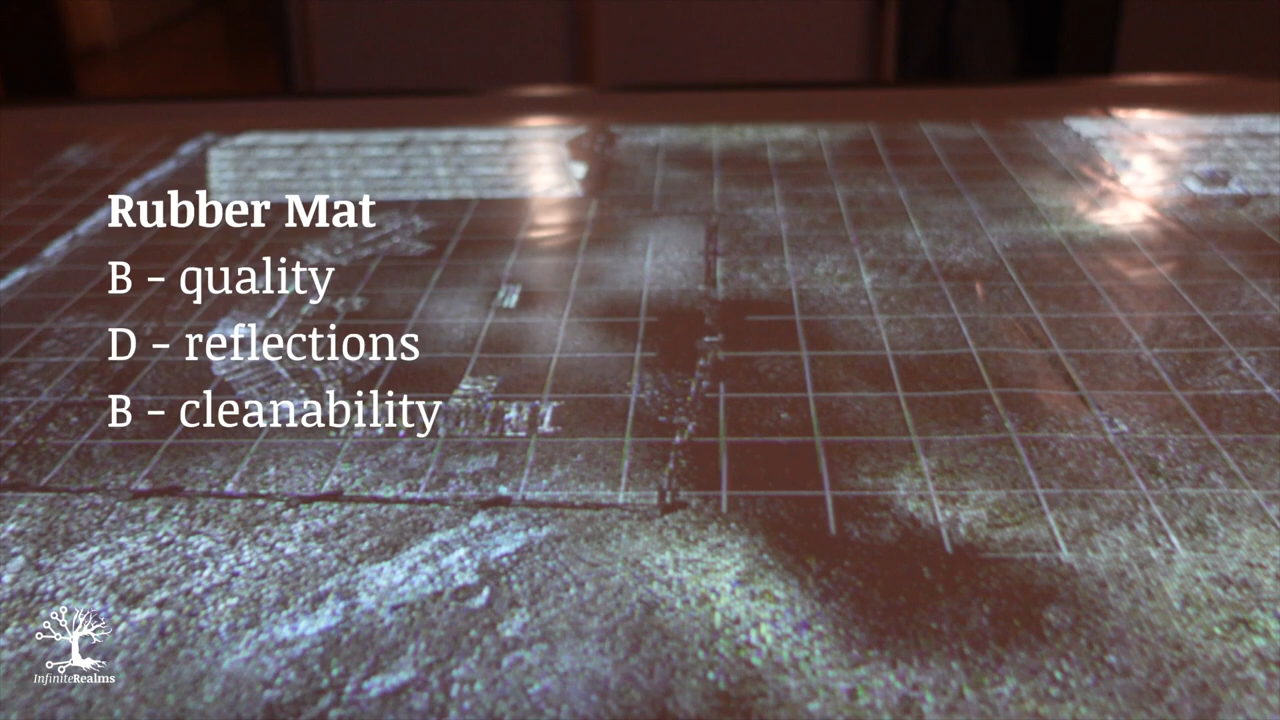 Rubber Mat
B - quality
D - reflections
B - cleanability
InfiniteRealms